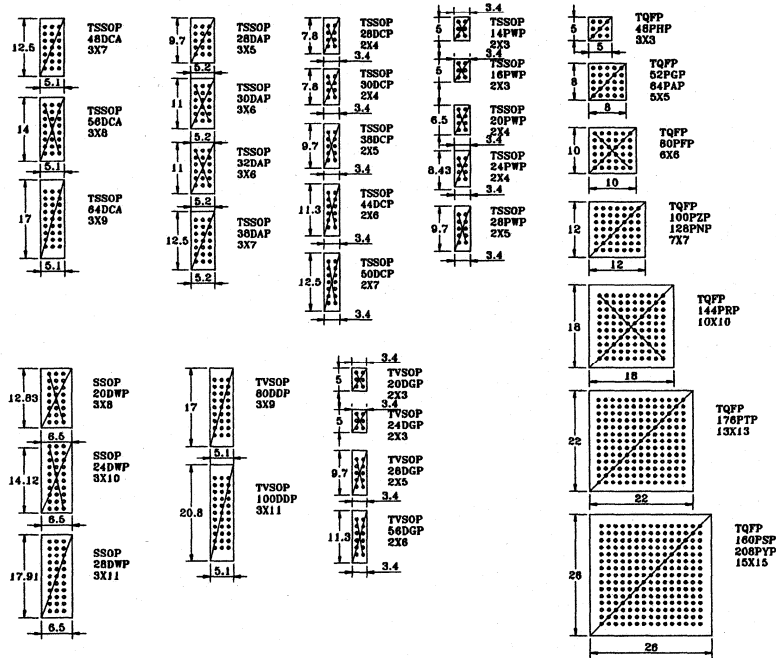 12.5
5.1
TSSOP
48DCA
3X7
14
5.1
TSSOP
56DCA
3X8
17
5.1
TSSOP
64DCA
3X9
9.7
5.2
TSSOP
28DAP
3X5
11
5.2
TSSOP
30DAP
3X6
11
5.2
TSSOP
32DAP
3X6
12.5
5.2
TSSOP
38DAP
3X7
7.8
3.4
TSSOP
28DCP
2X4
7.8
3.4
TSSOP
30DCP
2X4
9.7
3.4
TSSOP
38DCP
2X5
11.3
3.4
TSSOP
44DCP
2X6
12.5
3.4
TSSOP
50DCP
2X7
3.4
5
TSSOP
14PWP
2X3
3.4
5
TSSOP
16PWP
2X3
6.5
3.4
TSSOP
20PWP
2X4
8.43
3.4
TSSOP
24PWP
2X4
9.7
3.4
TSSOP
28PWP
2X5
5
5
TQFP
48PHP
3X3
8
8
TQFP
52PGP
64PAP
5X5
10
10
TQFP
80PFP
6X6
12
12
TQFP
100PZP
128PNP
7X7
18
18
TQFP
144PRP
10X10
22
22
TQFP
176PTP
13X13
26
26
TQFP
160PSP
208PYP
15X15
12.83
6.5
SSOP
20DWP
3X8
14.12
6.5
SSOP
24DWP
3X10
17.91
6.5
SSOP
28DWP
3X11
17
5.1
TVSOP
80DDP
3X9
20.8
5.1
TVSOP
100DDP
3X11
3.4
5
TVSOP
20DGP
2X3
3.4
5
TVSOP
24DGP
2X3
9.7
3.4
TVSOP
28DGP
2X5
11.3
3.4
TVSOP
56DGP
2X6